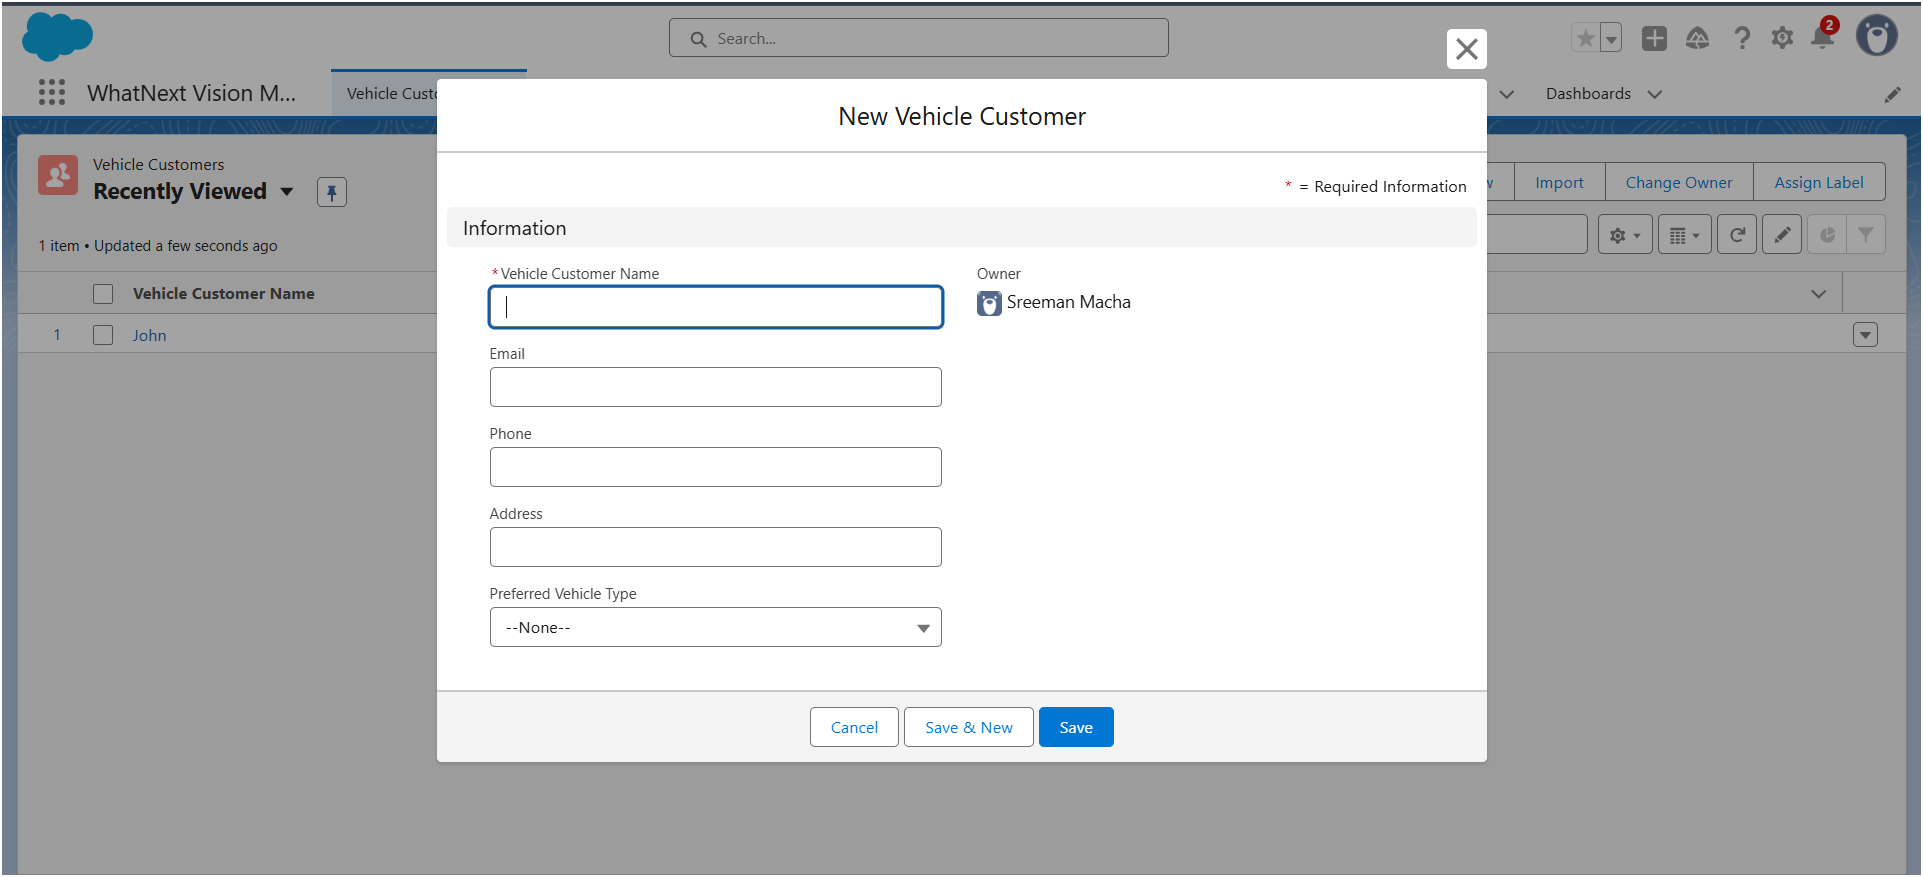 Search...
2
WhatNext Vision M...
Vehicle Cust
Dashboards
New Vehicle Customer
* = Required Information
Vehicle Customers
Recently Viewed
Import
Change Owner
Assign Label
1 item • Updated a few seconds ago
Information
*Vehicle Customer Name
Owner
Sreeman Macha
Vehicle Customer Name
1
John
Email
Phone
Address
Preferred Vehicle Type
--None--
Cancel
Save & New
Save